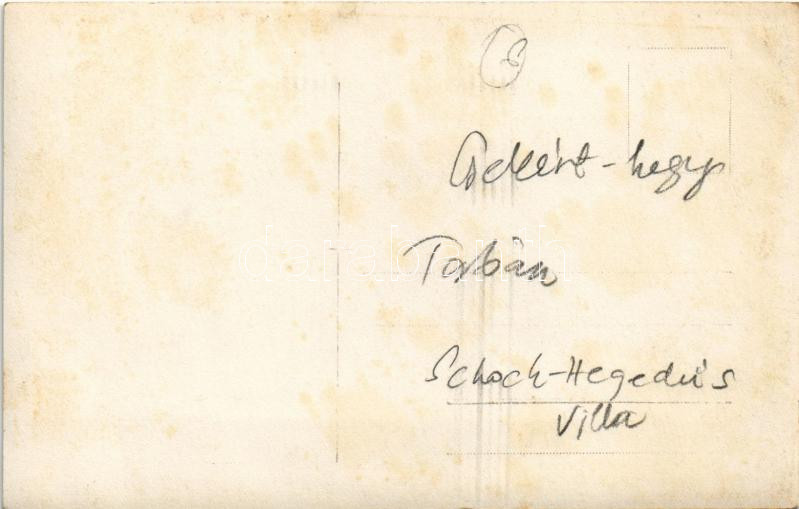 Gellért-hegy
Tabán
Schoch-Hegedűs
Villa